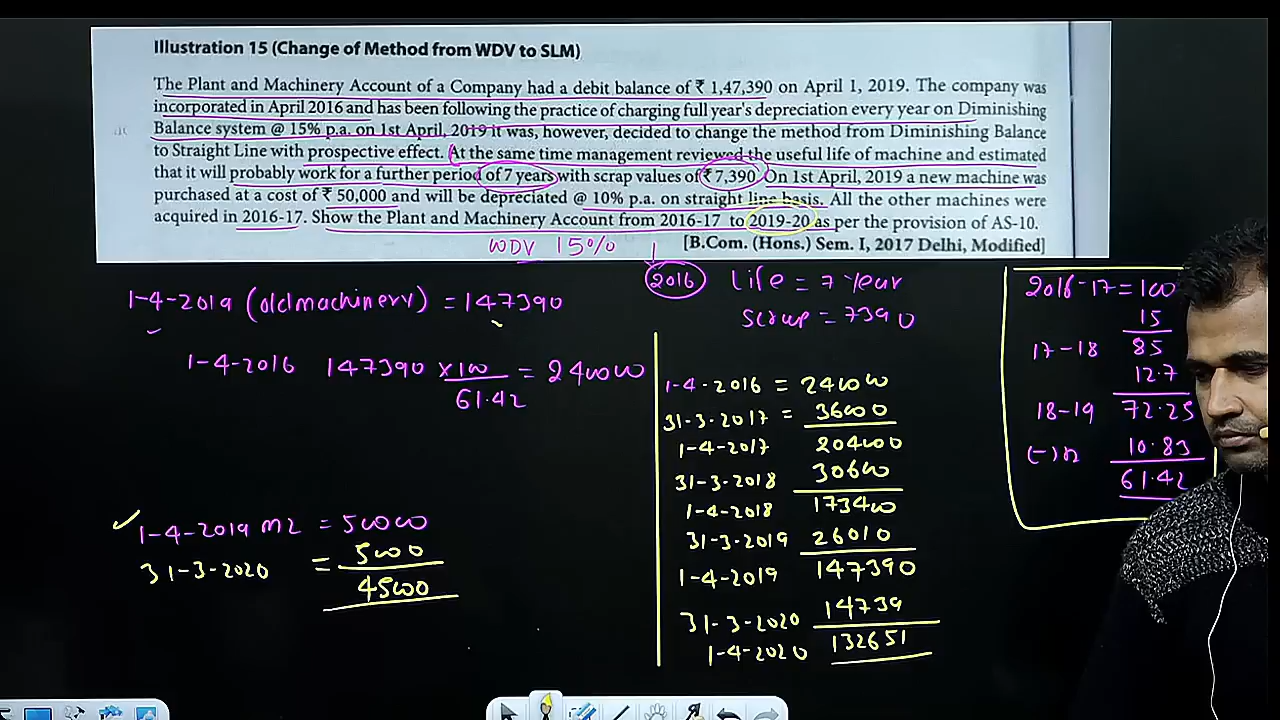 Illustration 15 (Change of Method from WDV to SLM)
The Plant and Machinery Account of a Company had a debit balance of ₹ 1,47,390 on April 1, 2019. The company was
incorporated in April 2016 and has been following the practice of charging full year's depreciation every year on Diminishing
Balance system @ 15% p.a. on 1st April, 2019 it was, however, decided to change the method from Diminishing Balance
to Straight Line with prospective effect. At the same time management reviewed the useful life of machine and estimated
that it will probably work for a further period of 7 years with scrap values of ₹ 7,390. On 1st April, 2019 a new machine was
purchased at a cost of ₹ 50,000 and will be depreciated @ 10% p.a. on straight line basis. All the other machines were
acquired in 2016-17. Show the Plant and Machinery Account from 2016-17 to 2019-20 as per the provision of AS-10.
[B.Com. (Hons.) Sem. I, 2017 Delhi, Modified]
WDV 15%
2016
Life = 7 Year
Scrap = 7390
1-4-2019 (old machinery) = 147390
1-4-2016 147390 × 100 = 240000
61.42
1-4-2019 m2 = 50000
31-3-2020 = 5000
45000
1-4-2016 = 240000
31-3-2017 = 36000
1-4-2017 204000
31-3-2018 30600
1-4-2018 173400
31-3-2019 26010
1-4-2019 147390
31-3-2020 14739
1-4-2020 132651
2016-17 = 100
15
17-18 85
12.7
18-19 72.25
10.83
61.42